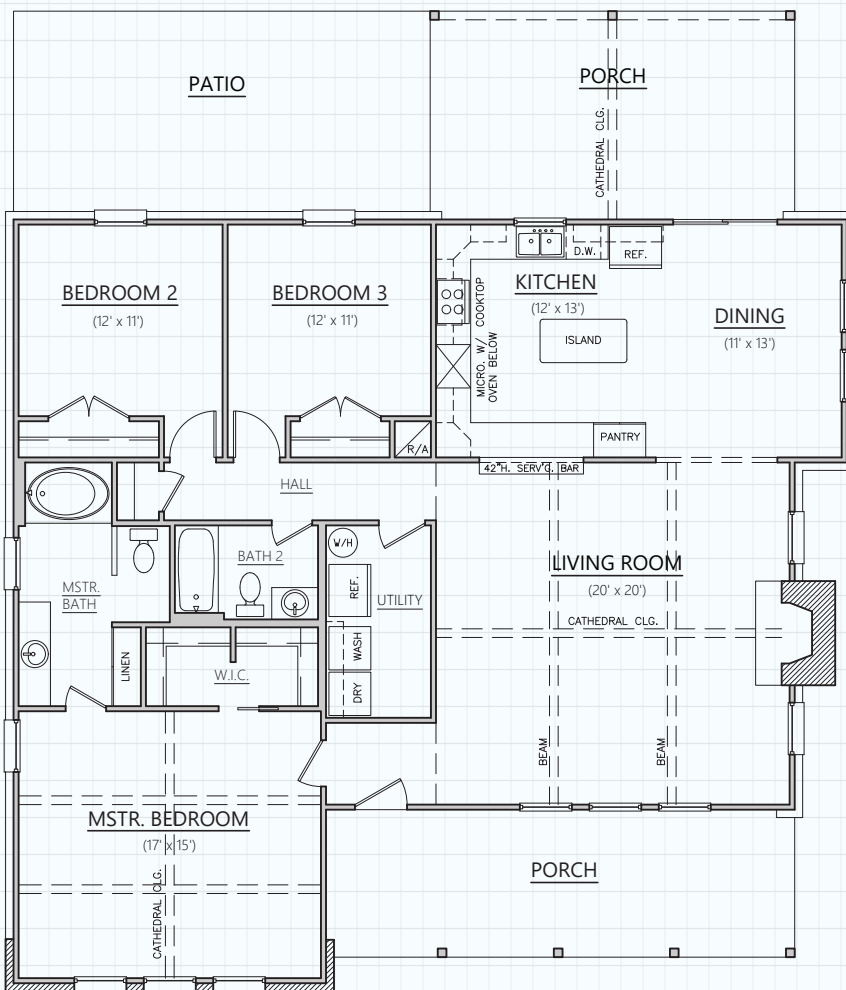 PATIO
PORCH
CATHEDRAL CLG.
D.W.
REF.
KITCHEN
(12' x 13')
BEDROOM 2
(12' x 11')
BEDROOM 3
(12' x 11')
MICRO. W/ COOKTOP
OVEN BELOW
ISLAND
DINING
(11' x 13')
PANTRY
R/A
42"H. SERV'G. BAR
HALL
W/H
BATH 2
LIVING ROOM
(20' x 20')
CATHEDRAL CLG.
MSTR.
BATH
REF.
UTILITY
WASH
DRY
LINEN
W.I.C.
BEAM
BEAM
MSTR. BEDROOM
(17' x 15')
CATHEDRAL CLG.
PORCH